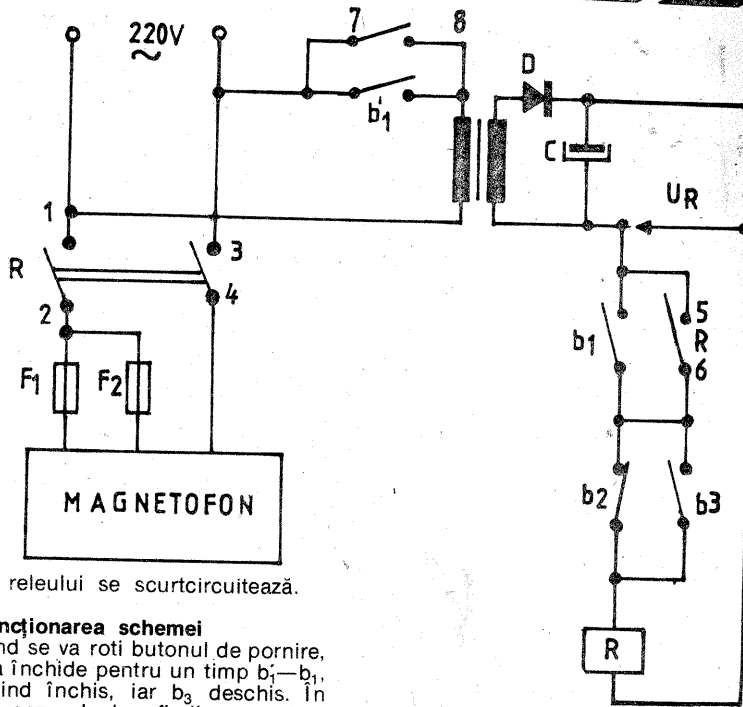 220V
~
7
8
b'1
D
C
UR
1
3
R
4
2
5
b1
R
6
F1
F2
b2
b3
MAGNETOFON
R
releului se scurtcircuitează.
ncționarea schemei
nd se va roti butonul de pornire,
a închide pentru un timp b'1—b1,
ind închis, iar b3 deschis. În